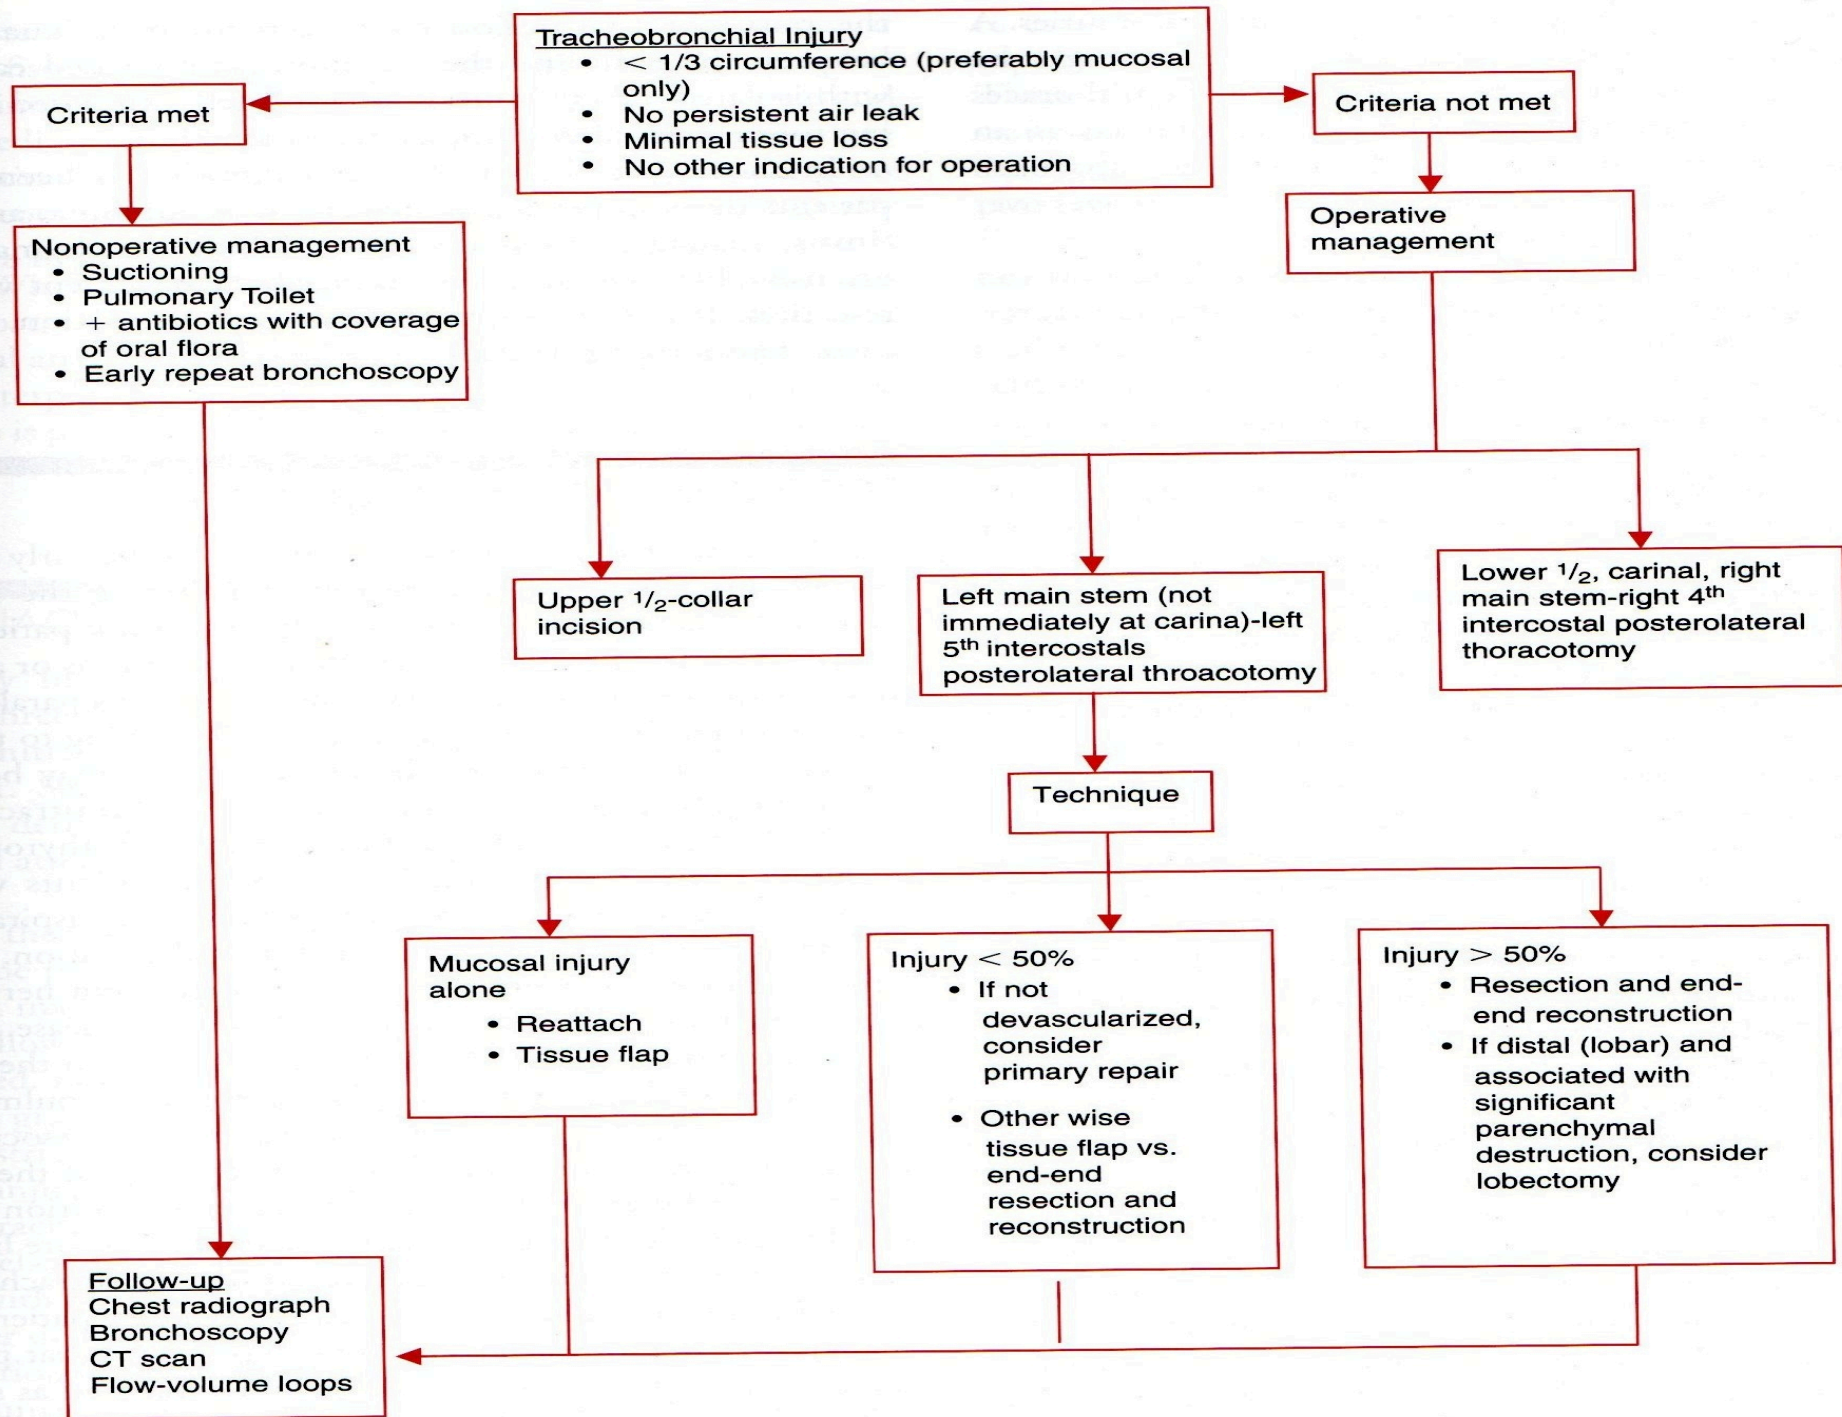 Tracheobronchial Injury
• < 1/3 circumference (preferably mucosal
only)
• No persistent air leak
• Minimal tissue loss
• No other indication for operation
Criteria met
Criteria not met
Nonoperative management
• Suctioning
• Pulmonary Toilet
• + antibiotics with coverage
of oral flora
• Early repeat bronchoscopy
Operative
management
Upper 1/2-collar
incision
Left main stem (not
immediately at carina)-left
5th intercostals
posterolateral throacotomy
Lower 1/2, carinal, right
main stem-right 4th
intercostal posterolateral
thoracotomy
Technique
Mucosal injury
alone
• Reattach
• Tissue flap
Injury < 50%
• If not
devascularized,
consider
primary repair
• Other wise
tissue flap vs.
end-end
resection and
reconstruction
Injury > 50%
• Resection and end-
end reconstruction
• If distal (lobar) and
associated with
significant
parenchymal
destruction, consider
lobectomy
Follow-up
Chest radiograph
Bronchoscopy
CT scan
Flow-volume loops